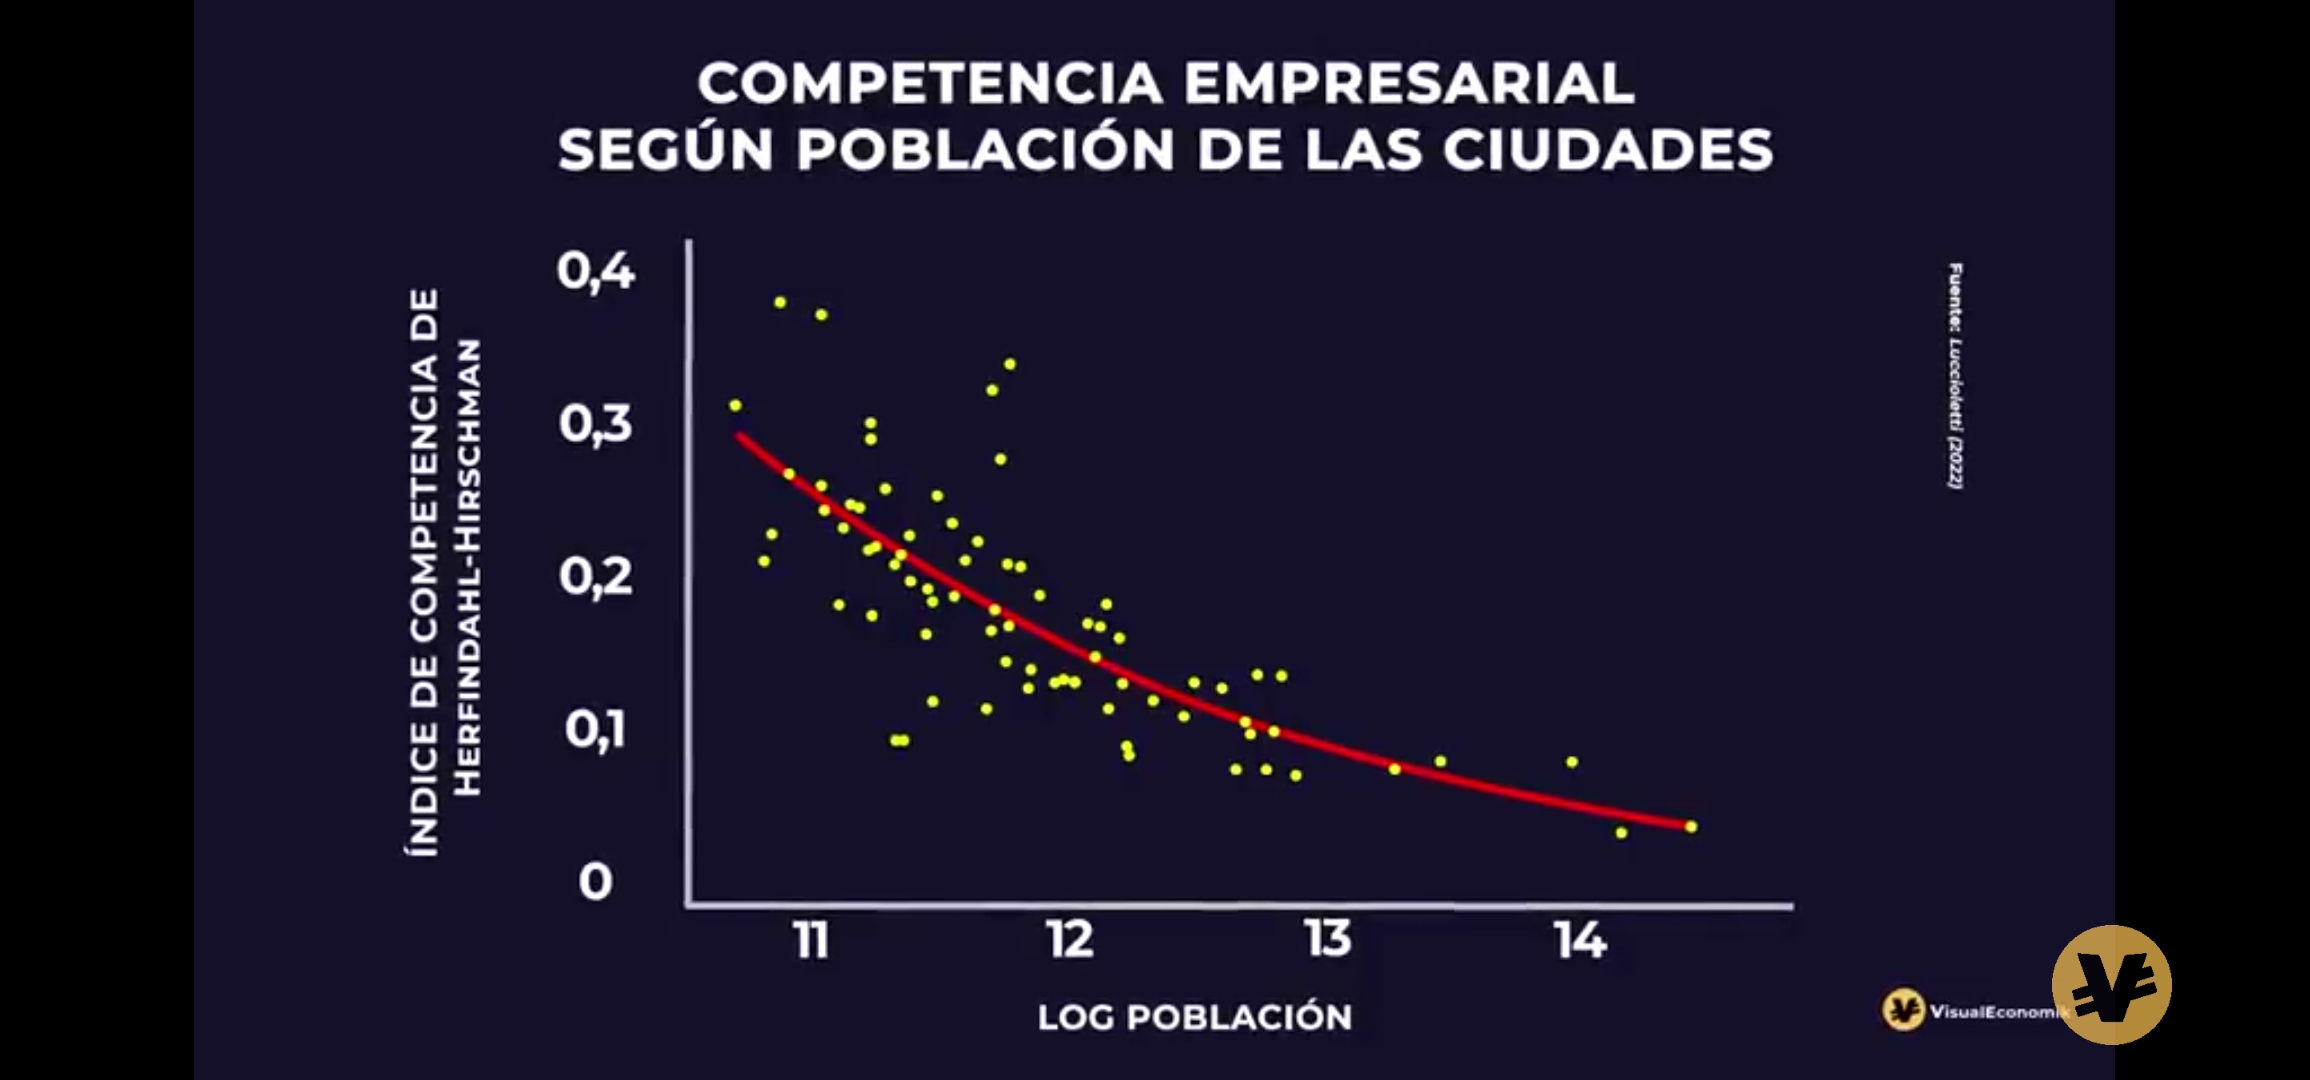 COMPETENCIA EMPRESARIAL
SEGÚN POBLACIÓN DE LAS CIUDADES
ÍNDICE DE COMPETENCIA DE
HERFINDAHL-HIRSCHMAN
0,4
0,3
0,2
0,1
0
11 12 13 14
LOG POBLACIÓN
Fuente: Luccioletti (2022)
VisualEconomik